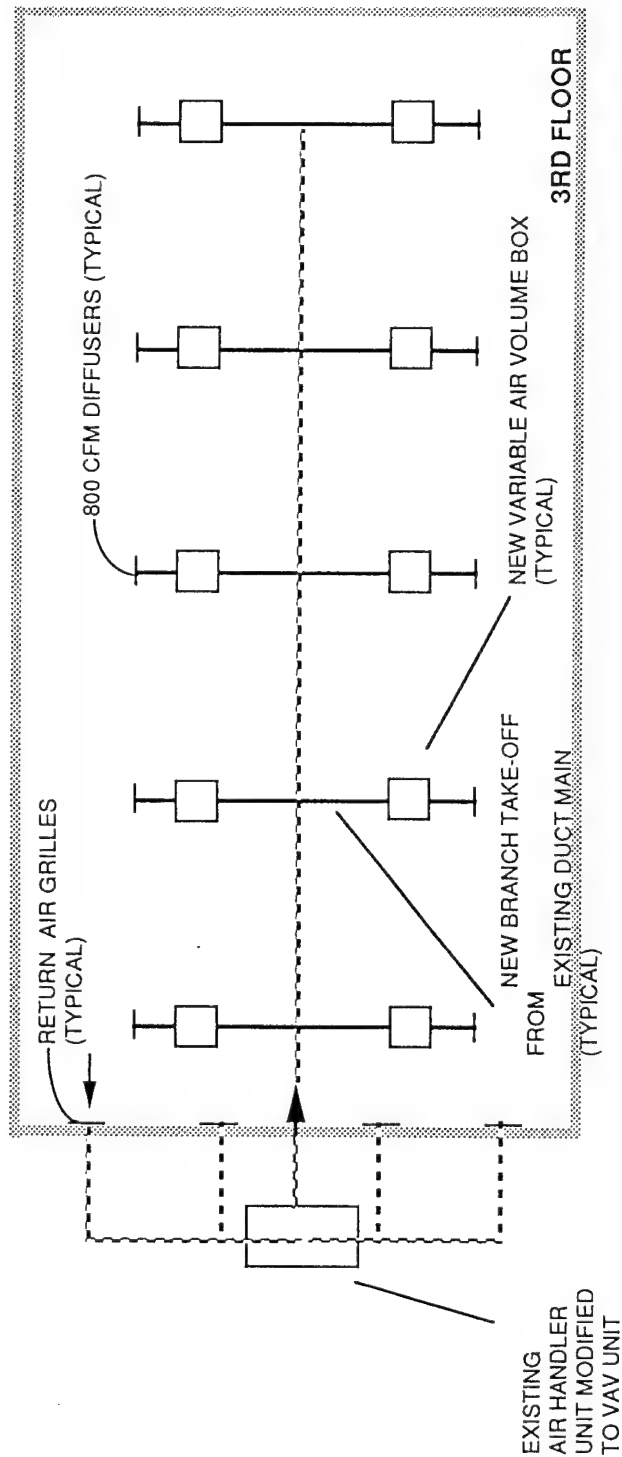 RETURN AIR GRILLES
(TYPICAL)
800 CFM DIFFUSERS (TYPICAL)
3RD FLOOR
NEW BRANCH TAKE-OFF
FROM
EXISTING DUCT MAIN
(TYPICAL)
NEW VARIABLE AIR VOLUME BOX
(TYPICAL)
EXISTING
AIR HANDLER
UNIT MODIFIED
TO VAV UNIT